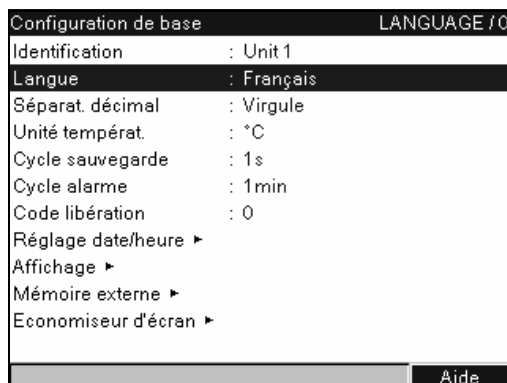 Configuration de base LANGUAGE / 0
Identification : Unit 1
Langue : Français
Séparat. décimal : Virgule
Unité températ. : °C
Cycle sauvegarde : 1s
Cycle alarme : 1min
Code libération : 0
Réglage date/heure ►
Affichage ►
Mémoire externe ►
Economiseur d'écran ►
Aide